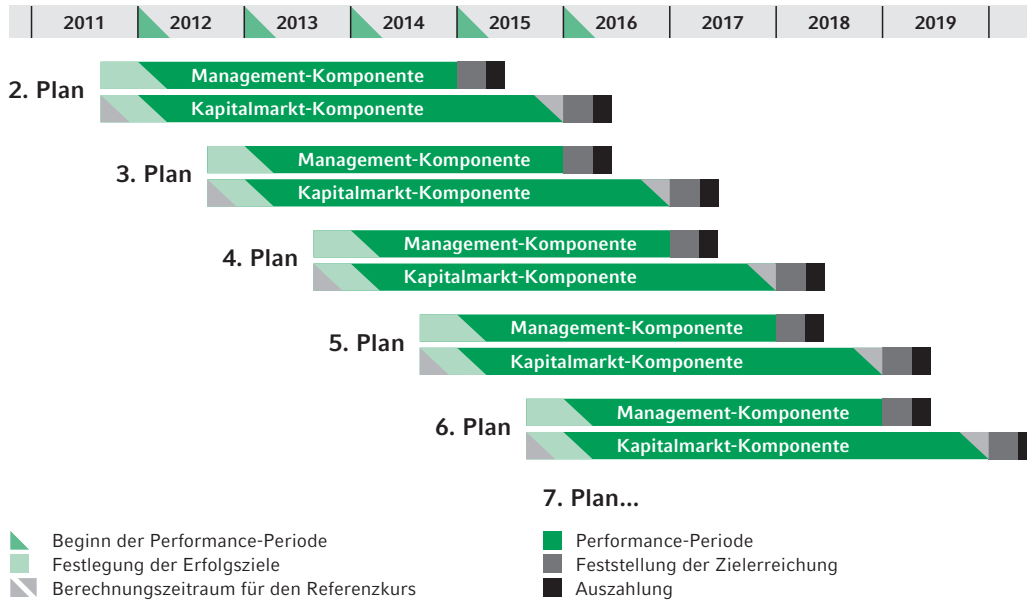 2011 2012 2013 2014 2015 2016 2017 2018 2019
2. Plan
Management-Komponente
Kapitalmarkt-Komponente
3. Plan
Management-Komponente
Kapitalmarkt-Komponente
4. Plan
Management-Komponente
Kapitalmarkt-Komponente
5. Plan
Management-Komponente
Kapitalmarkt-Komponente
6. Plan
Management-Komponente
Kapitalmarkt-Komponente
7. Plan...
Beginn der Performance-Periode
Festlegung der Erfolgsziele
Berechnungszeitraum für den Referenzkurs
Performance-Periode
Feststellung der Zielerreichung
Auszahlung